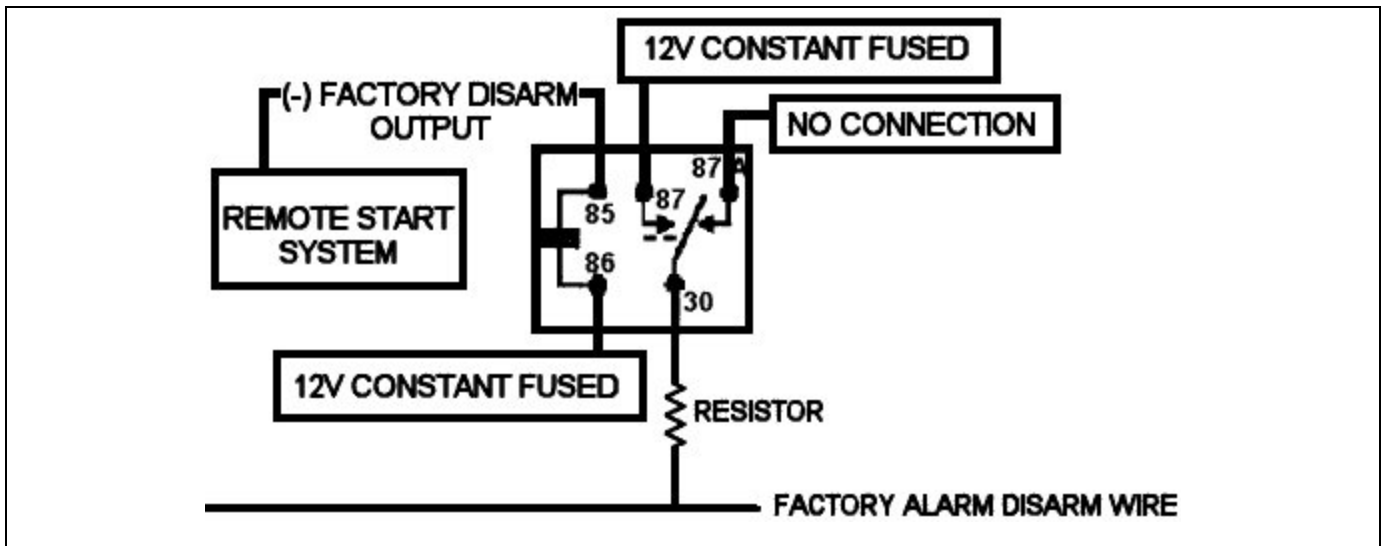 12V CONSTANT FUSED
(-) FACTORY DISARM
OUTPUT
NO CONNECTION
REMOTE START
SYSTEM
87 A
87
85
86
30
12V CONSTANT FUSED
RESISTOR
FACTORY ALARM DISARM WIRE